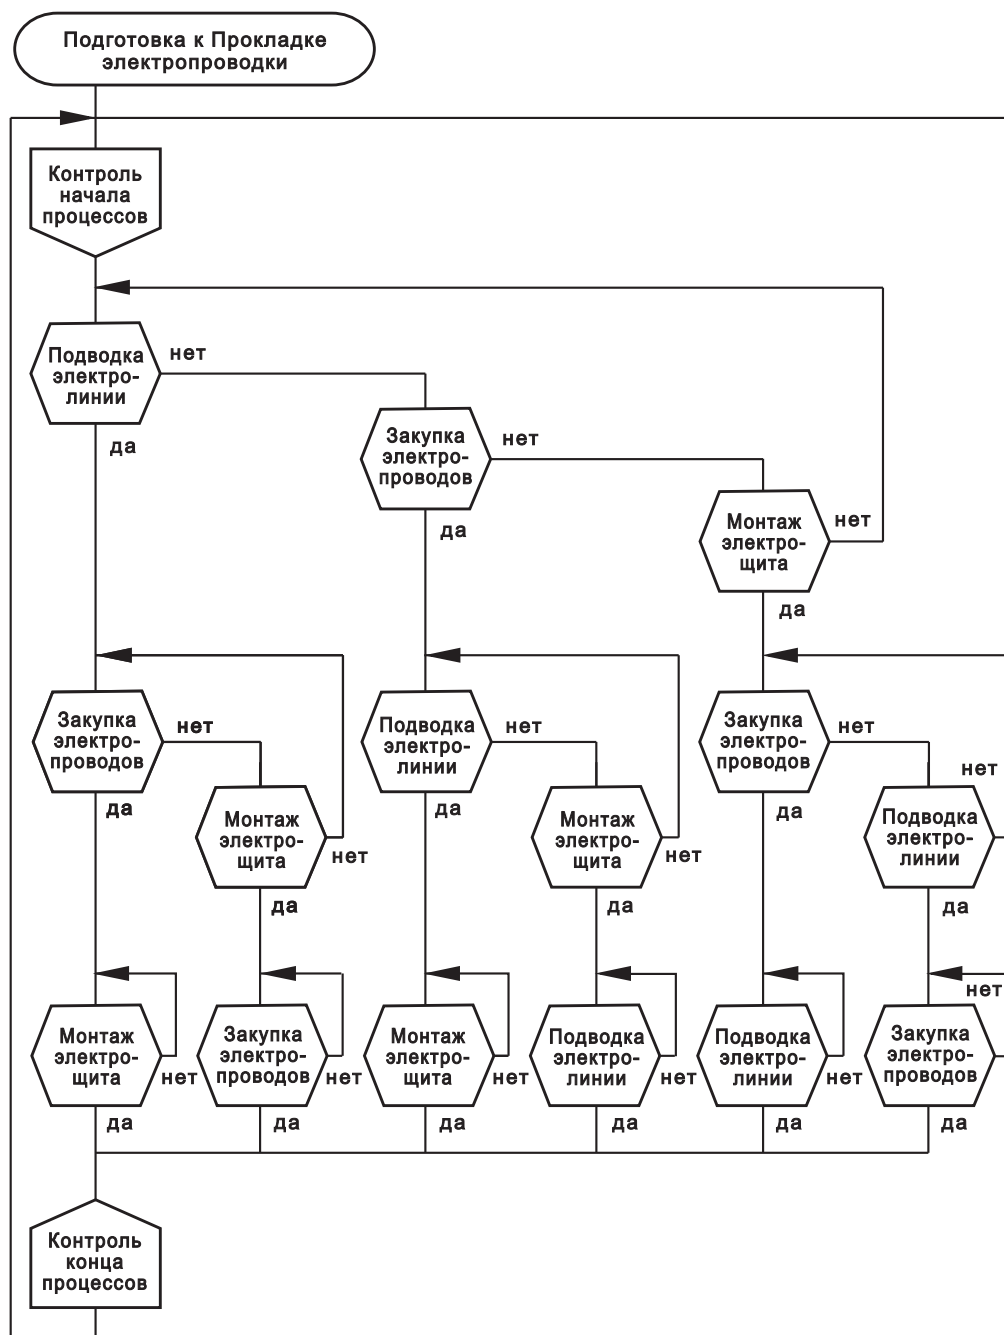 Подготовка к Прокладке
электропроводки
Контроль
начала
процессов
Подводка
электро-
линии
нет
да
Закупка
электро-
проводов
нет
да
Монтаж
электро-
щита
нет
да
Закупка
электро-
проводов
нет
да
Монтаж
электро-
щита
нет
да
Подводка
электро-
линии
нет
да
Монтаж
электро-
щита
нет
да
Закупка
электро-
проводов
нет
да
Подводка
электро-
линии
нет
да
Монтаж
электро-
щита
нет
да
Закупка
электро-
проводов
нет
да
Монтаж
электро-
щита
нет
да
Подводка
электро-
линии
нет
да
Подводка
электро-
линии
нет
да
Закупка
электро-
проводов
нет
да
Контроль
конца
процессов